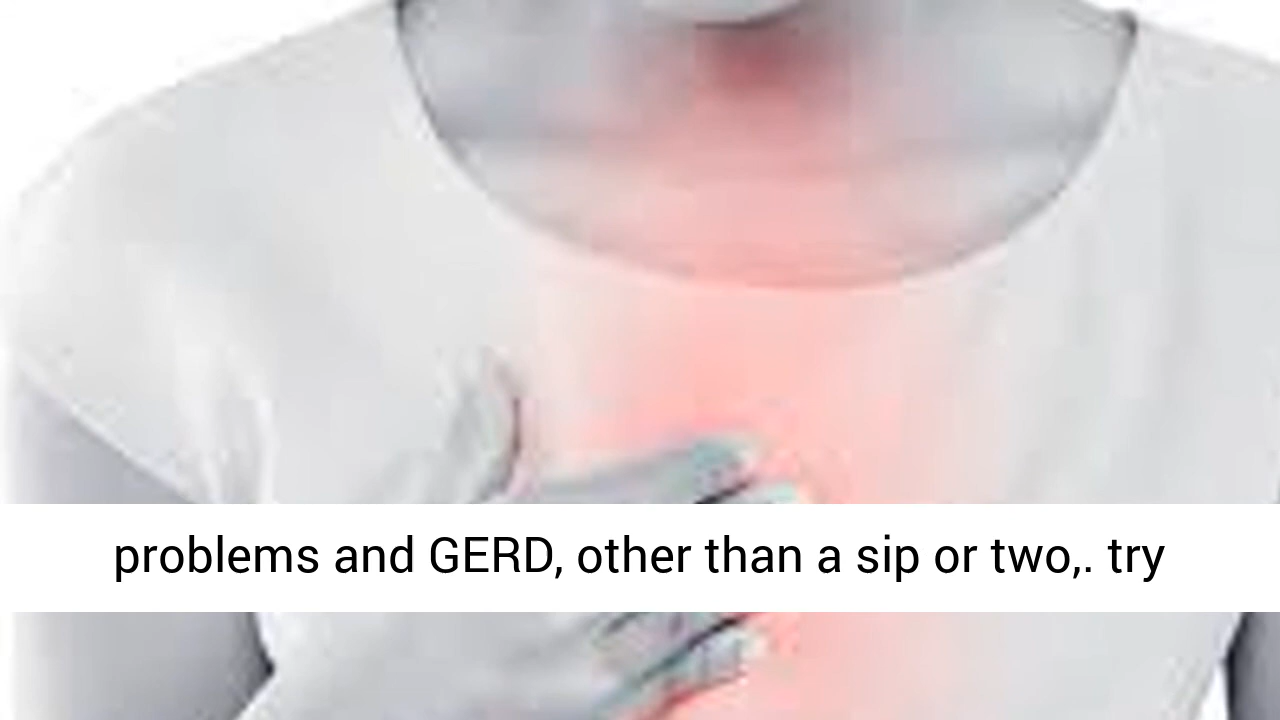 problems and GERD, other than a sip or two,. try